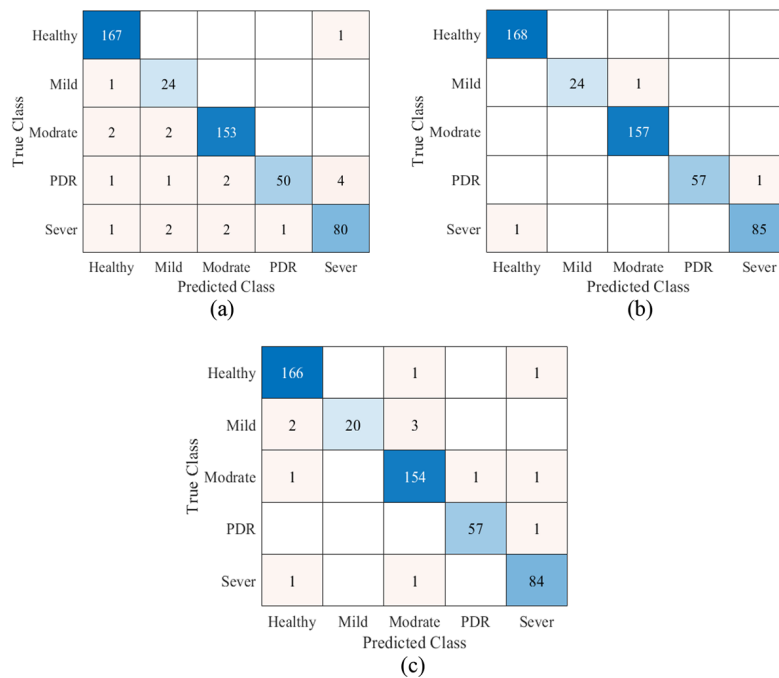 True Class
Healthy 167 1
Mild 1 24
Modrate 2 2 153
PDR 1 1 2 50 4
Sever 1 2 2 1 80
Healthy Mild Modrate PDR Sever
Predicted Class
(a)
True Class
Healthy 168
Mild 24 1
Modrate 157
PDR 57 1
Sever 1 85
Healthy Mild Modrate PDR Sever
Predicted Class
(b)
True Class
Healthy 166 1 1
Mild 2 20 3
Modrate 1 154 1 1
PDR 57 1
Sever 1 1 84
Healthy Mild Modrate PDR Sever
Predicted Class
(c)